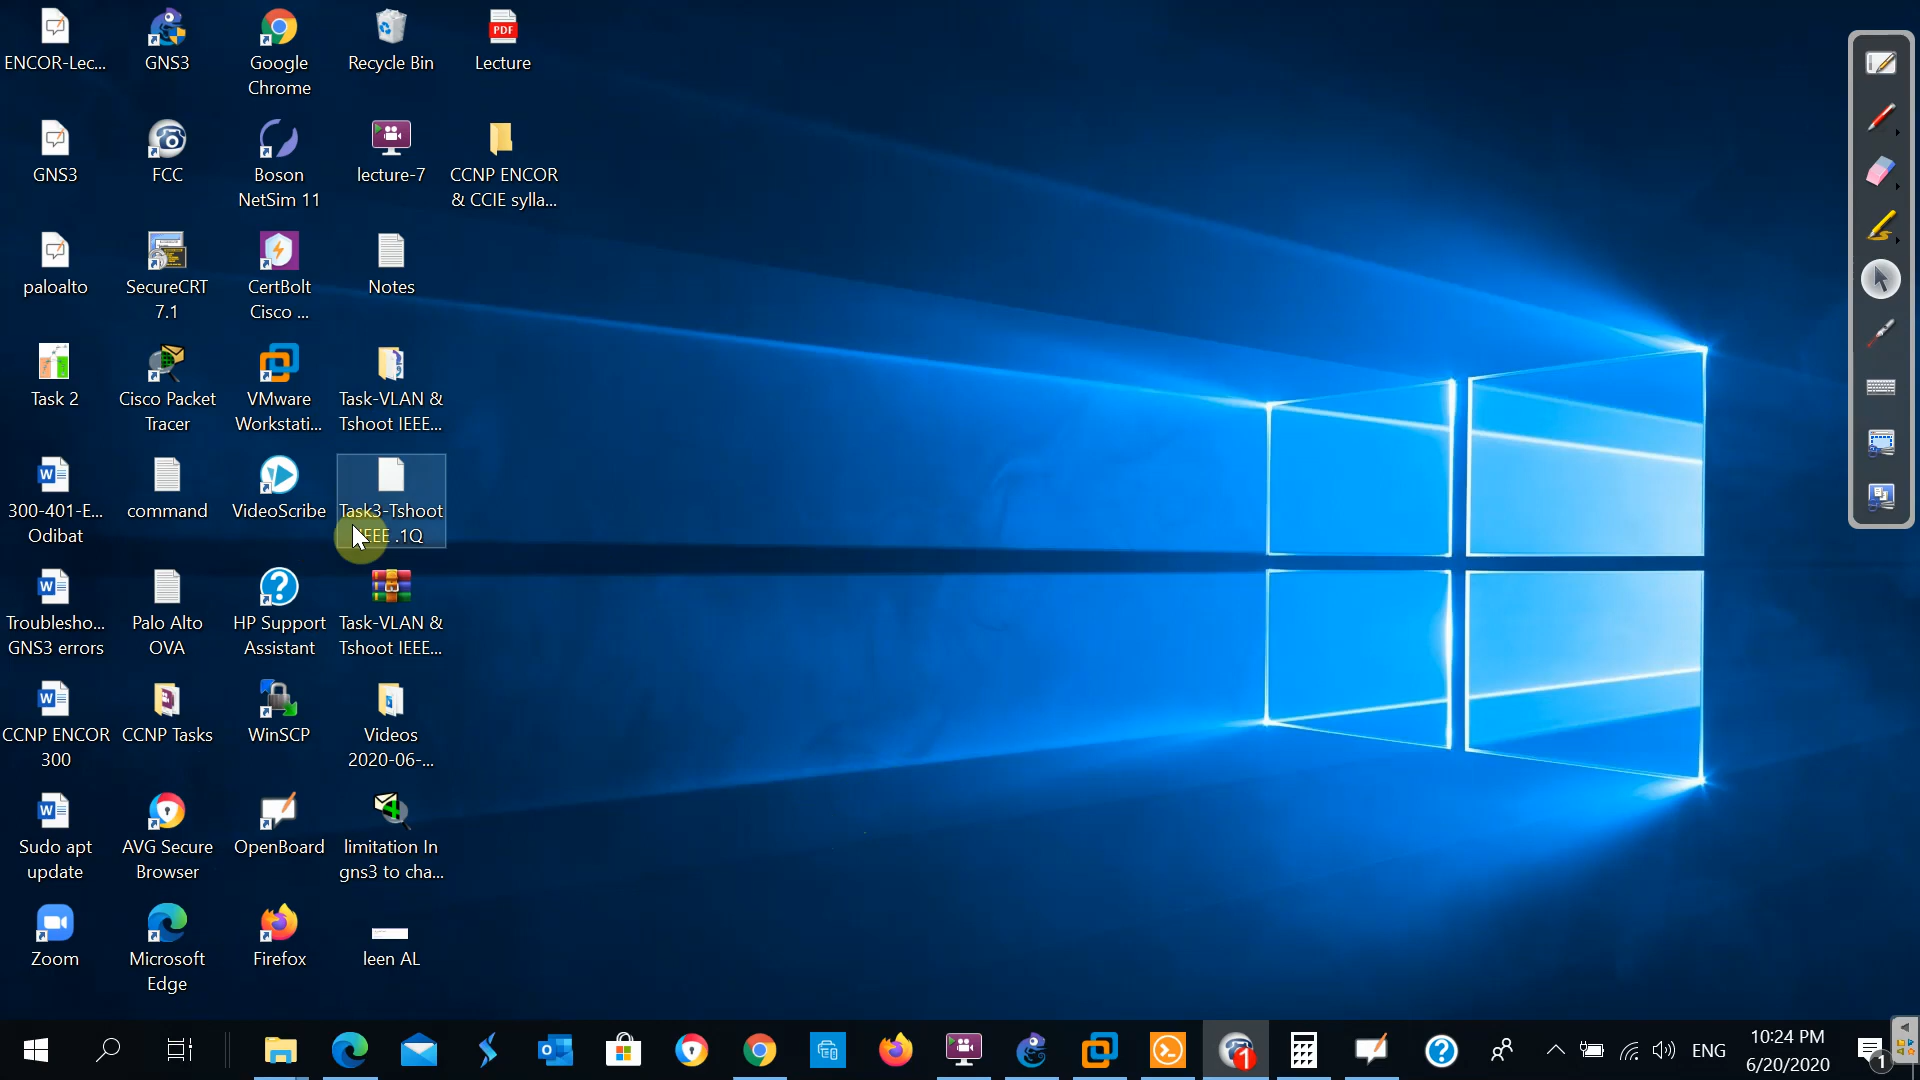 ENCOR-Lec...
GNS3
Google
Chrome
Recycle Bin
PDF
Lecture
GNS3
FCC
Boson
NetSim 11
lecture-7
CCNP ENCOR
& CCIE sylla...
paloalto
SecureCRT
7.1
CertBolt
Cisco ...
Notes
Task 2
Cisco Packet
Tracer
VMware
Workstati...
Task-VLAN &
Tshoot IEEE...
300-401-E...
Odibat
command
VideoScribe
Task3-Tshoot
IEEE .1Q
Troublesho...
GNS3 errors
Palo Alto
OVA
HP Support
Assistant
Task-VLAN &
Tshoot IEEE...
CCNP ENCOR
300
CCNP Tasks
WinSCP
Videos
2020-06-...
Sudo apt
update
AVG Secure
Browser
OpenBoard
limitation In
gns3 to cha...
Zoom
Microsoft
Edge
Firefox
leen AL
1
ENG
10:24 PM
6/20/2020
1